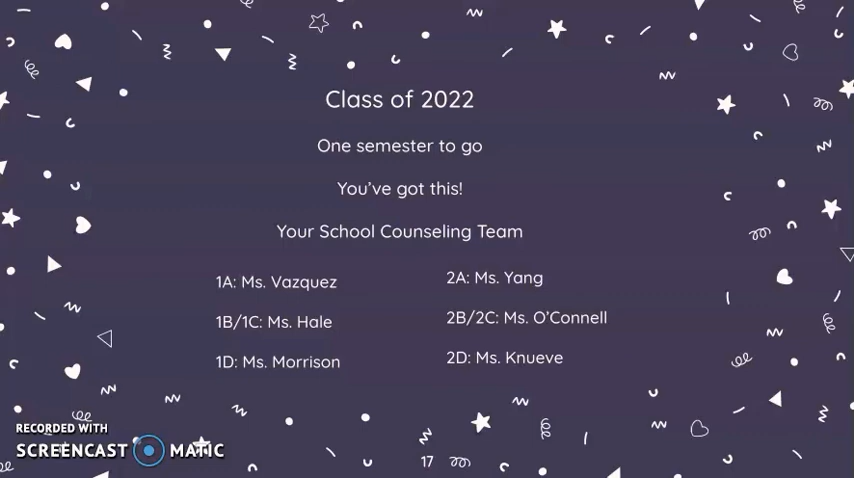 Class of 2022
One semester to go
You've got this!
Your School Counseling Team
1A: Ms. Vazquez
1B/1C: Ms. Hale
1D: Ms. Morrison
2A: Ms. Yang
2B/2C: Ms. O'Connell
2D: Ms. Knueve
RECORDED WITH
SCREENCAST MATIC
17